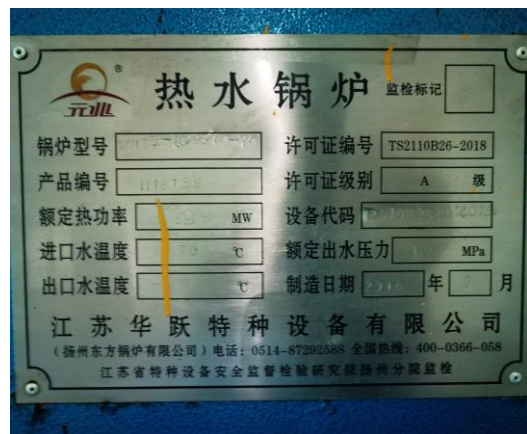 元业®
热水锅炉
监检标记
锅炉型号
许可证编号 TS2110B26-2018
产品编号 H16159
许可证级别 A 级
额定热功率 MW
设备代码
进口水温度 70 ℃
额定出水压力 MPa
出口水温度 ℃
制造日期 2016 年 月
江苏华跃特种设备有限公司
(扬州东方锅炉有限公司) 电话: 0514-87292588 全国热线: 400-0366-058
江苏省特种设备安全监督检验研究院扬州分院监检